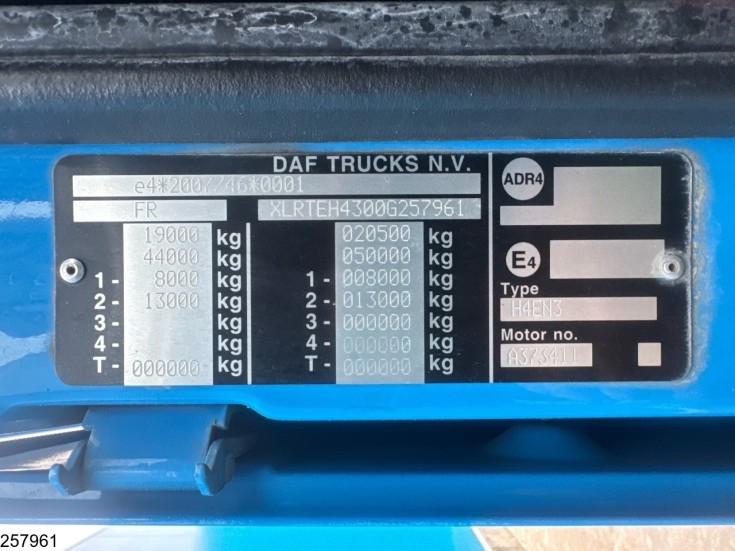 DAF TRUCKS N.V.
e4*2007/46*0001
FR XLRTEH4300G257961
19000 kg 020500 kg
44000 kg 050000 kg
1- 8000 kg 1- 008000 kg
2- 13000 kg 2- 013000 kg
3- kg 3- 000000 kg
4- kg 4- 000000 kg
T- 000000 kg T- 000000 kg
ADR4
E4
Type
H4EN3
Motor no.
A373411
257961